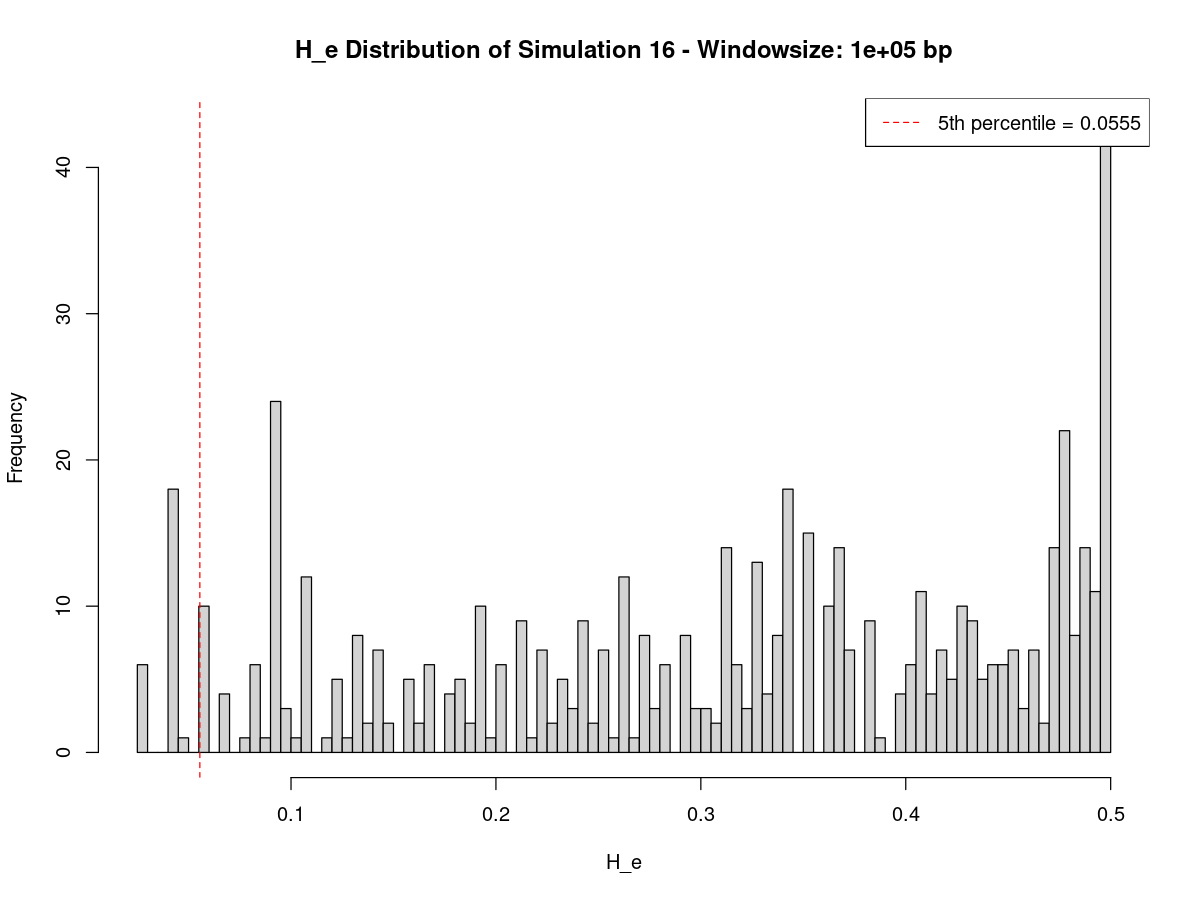 H_e Distribution of Simulation 16 - Windowsize: 1e+05 bp
5th percentile = 0.0555
Frequency
40
30
20
10
0
0.1 0.2 0.3 0.4 0.5
H_e